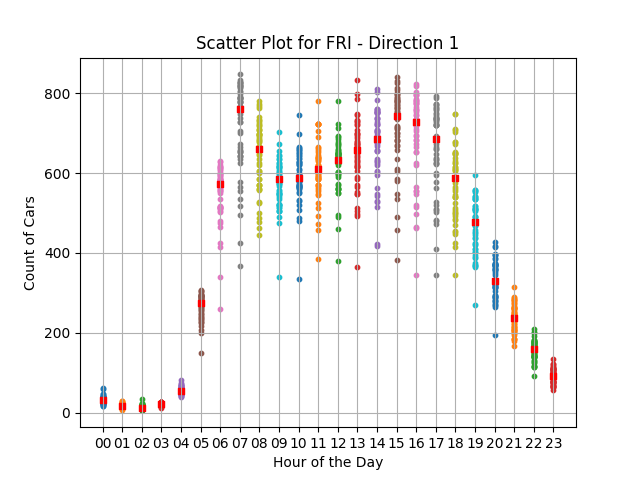 Scatter Plot for FRI - Direction 1
Count of Cars
800
600
400
200
0
00 01 02 03 04 05 06 07 08 09 10 11 12 13 14 15 16 17 18 19 20 21 22 23
Hour of the Day